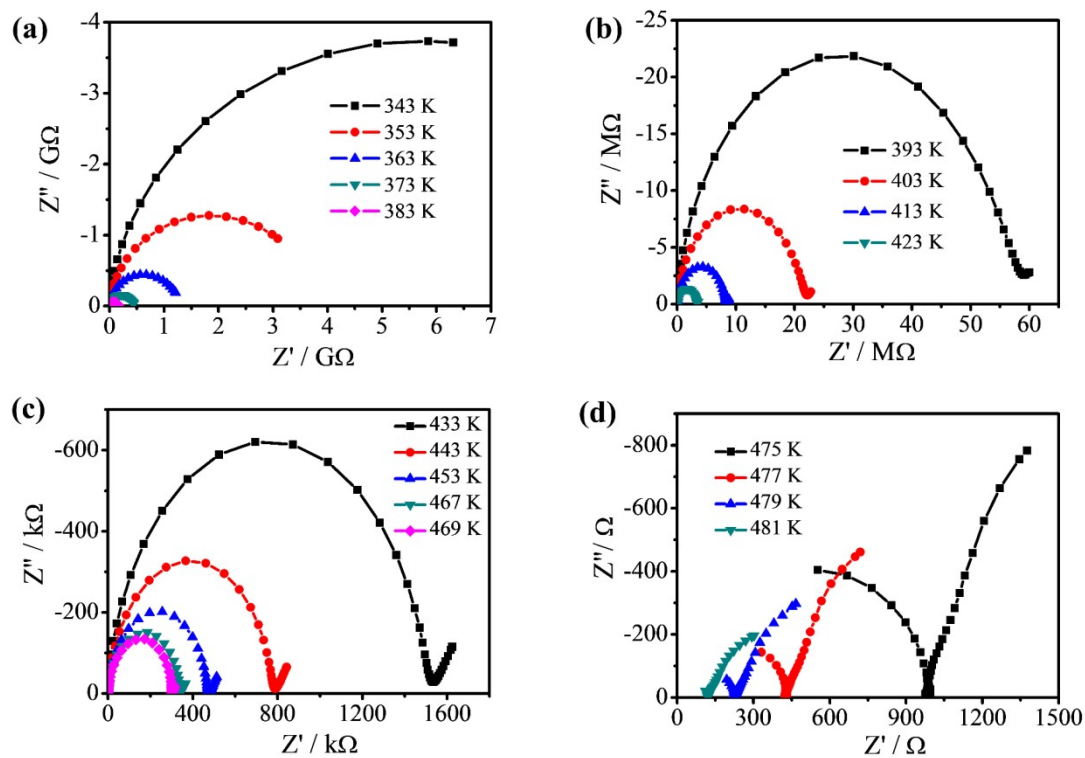 (a)
-4
-3
-2
-1
0
Z'' / GΩ
343 K
353 K
363 K
373 K
383 K
0 1 2 3 4 5 6 7
Z' / GΩ
(b)
-25
-20
-15
-10
-5
0
Z'' / MΩ
393 K
403 K
413 K
423 K
0 10 20 30 40 50 60
Z' / MΩ
(c)
-600
-400
-200
0
Z'' / kΩ
433 K
443 K
453 K
467 K
469 K
0 400 800 1200 1600
Z' / kΩ
(d)
-800
-600
-400
-200
0
Z'' / Ω
475 K
477 K
479 K
481 K
0 300 600 900 1200 1500
Z' / Ω